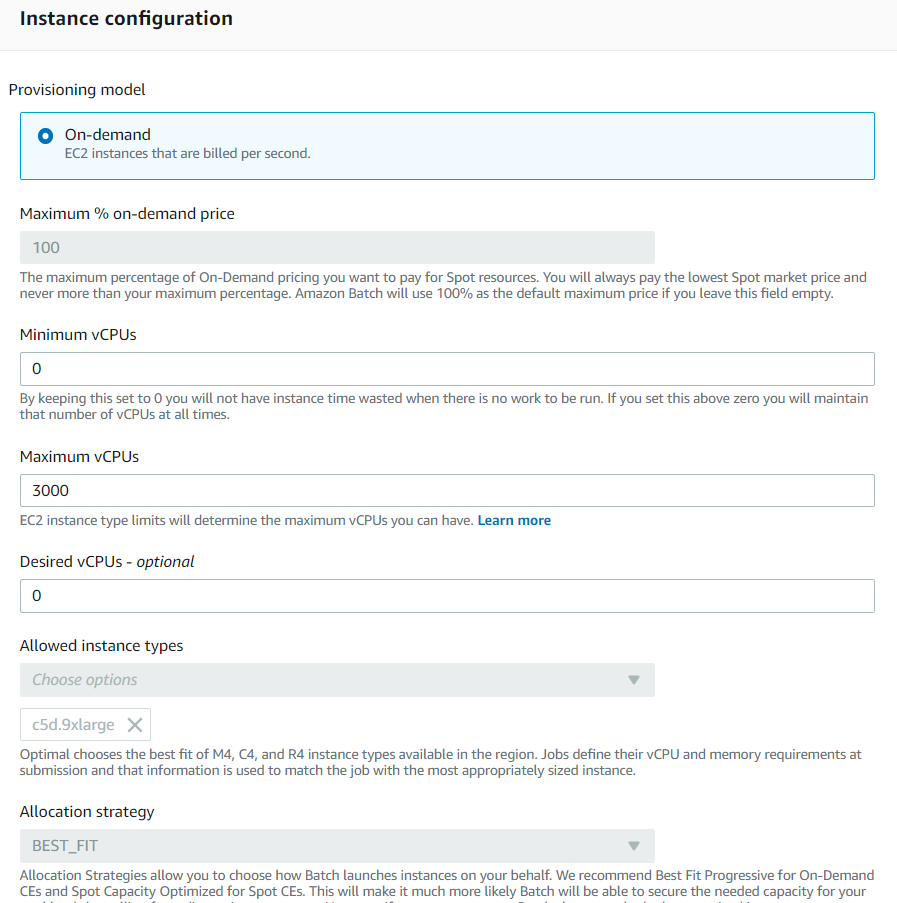 Instance configuration
Provisioning model
On-demand
EC2 instances that are billed per second.
Maximum % on-demand price
100
The maximum percentage of On-Demand pricing you want to pay for Spot resources. You will always pay the lowest Spot market price and
never more than your maximum percentage. Amazon Batch will use 100% as the default maximum price if you leave this field empty.
Minimum vCPUs
0
By keeping this set to 0 you will not have instance time wasted when there is no work to be run. If you set this above zero you will maintain
that number of vCPUs at all times.
Maximum vCPUs
3000
EC2 instance type limits will determine the maximum vCPUs you can have. Learn more
Desired vCPUs - optional
0
Allowed instance types
Choose options
c5d.9xlarge
Optimal chooses the best fit of M4, C4, and R4 instance types available in the region. Jobs define their vCPU and memory requirements at
submission and that information is used to match the job with the most appropriately sized instance.
Allocation strategy
BEST_FIT
Allocation Strategies allow you to choose how Batch launches instances on your behalf. We recommend Best Fit Progressive for On-Demand
CEs and Spot Capacity Optimized for Spot CEs. This will make it much more likely Batch will be able to secure the needed capacity for your